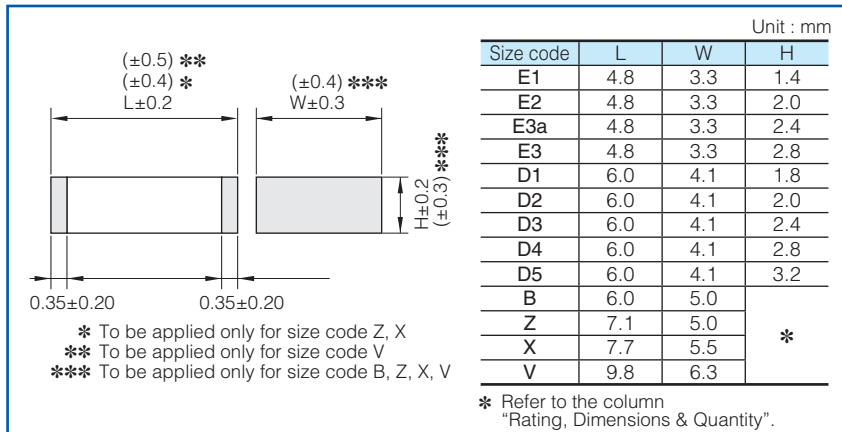 Unit : mm
(±0.5) **
(±0.4) *
L±0.2
(±0.4) ***
W±0.3
H±0.2
(±0.3) ***
0.35±0.20 0.35±0.20
* To be applied only for size code Z, X
** To be applied only for size code V
*** To be applied only for size code B, Z, X, V
Size code L W H
E1 4.8 3.3 1.4
E2 4.8 3.3 2.0
E3a 4.8 3.3 2.4
E3 4.8 3.3 2.8
D1 6.0 4.1 1.8
D2 6.0 4.1 2.0
D3 6.0 4.1 2.4
D4 6.0 4.1 2.8
D5 6.0 4.1 3.2
B 6.0 5.0
Z 7.1 5.0
*
X 7.7 5.5
V 9.8 6.3
* Refer to the column
“Rating, Dimensions & Quantity”.